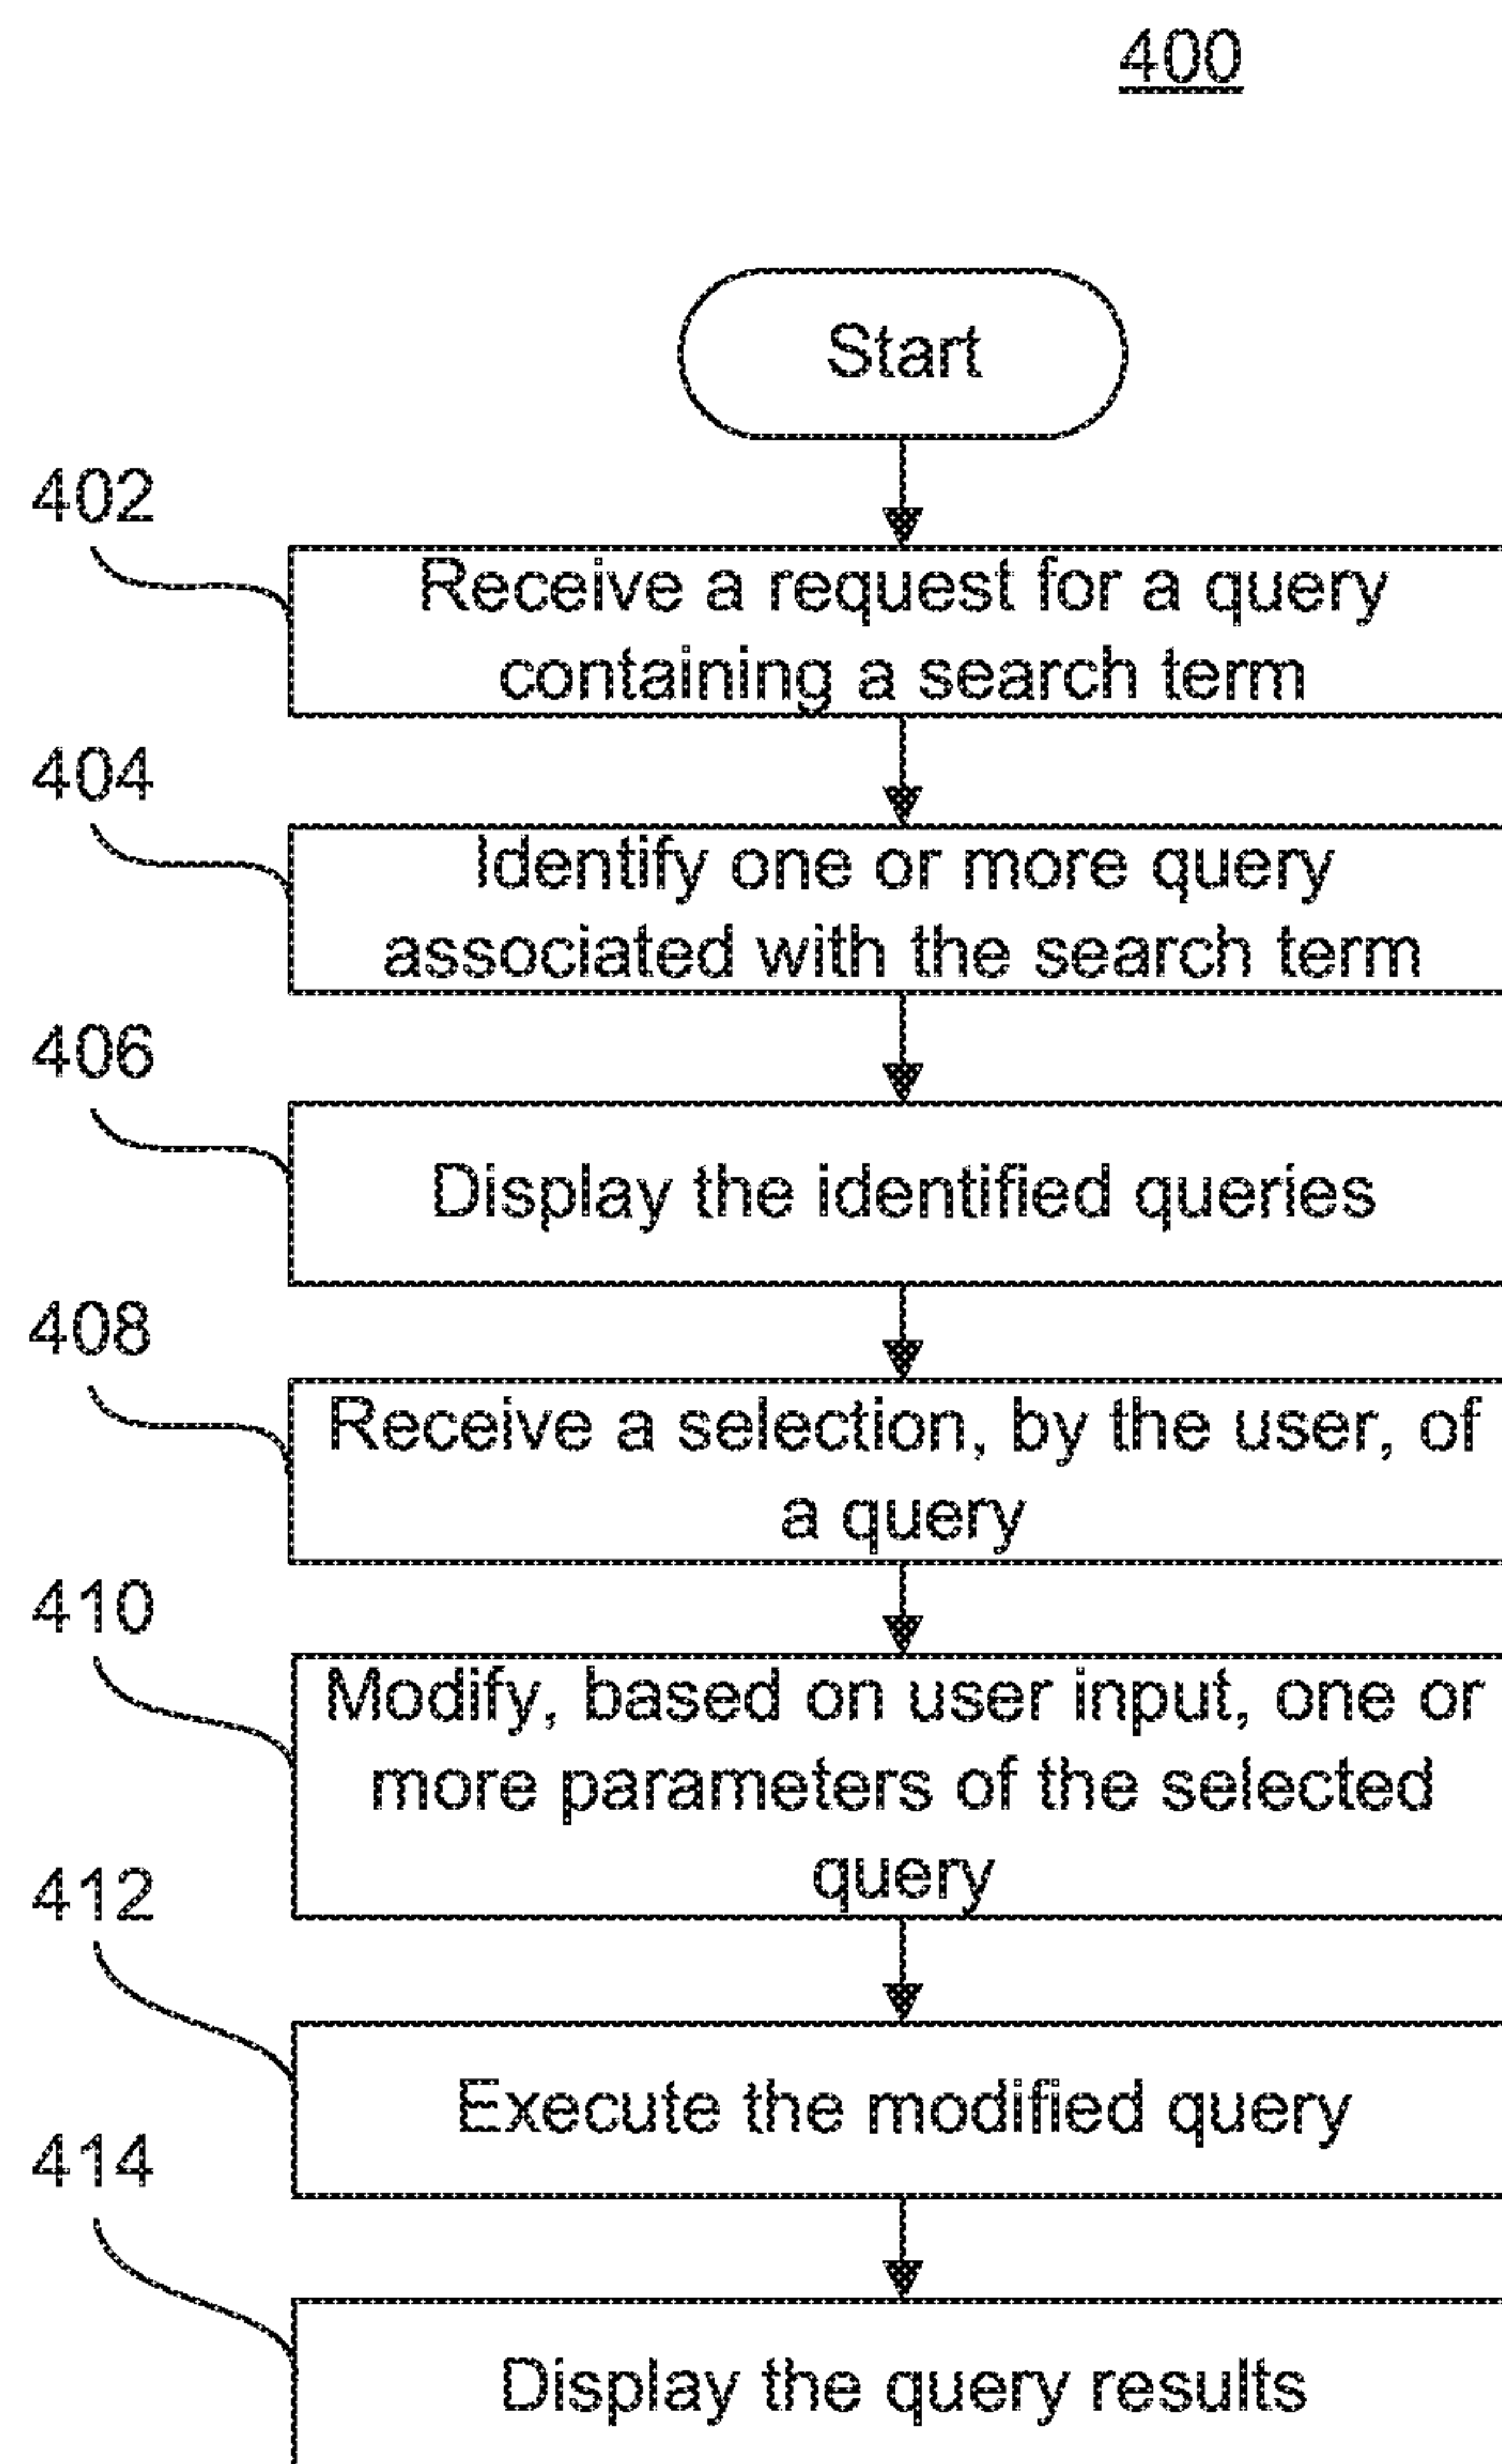 400
Start
402
Receive a request for a query
containing a search term
404
Identify one or more query
associated with the search term
406
Display the identified queries
408
Receive a selection, by the user, of
a query
410
Modify, based on user input, one or
more parameters of the selected
query
412
Execute the modified query
414
Display the query results